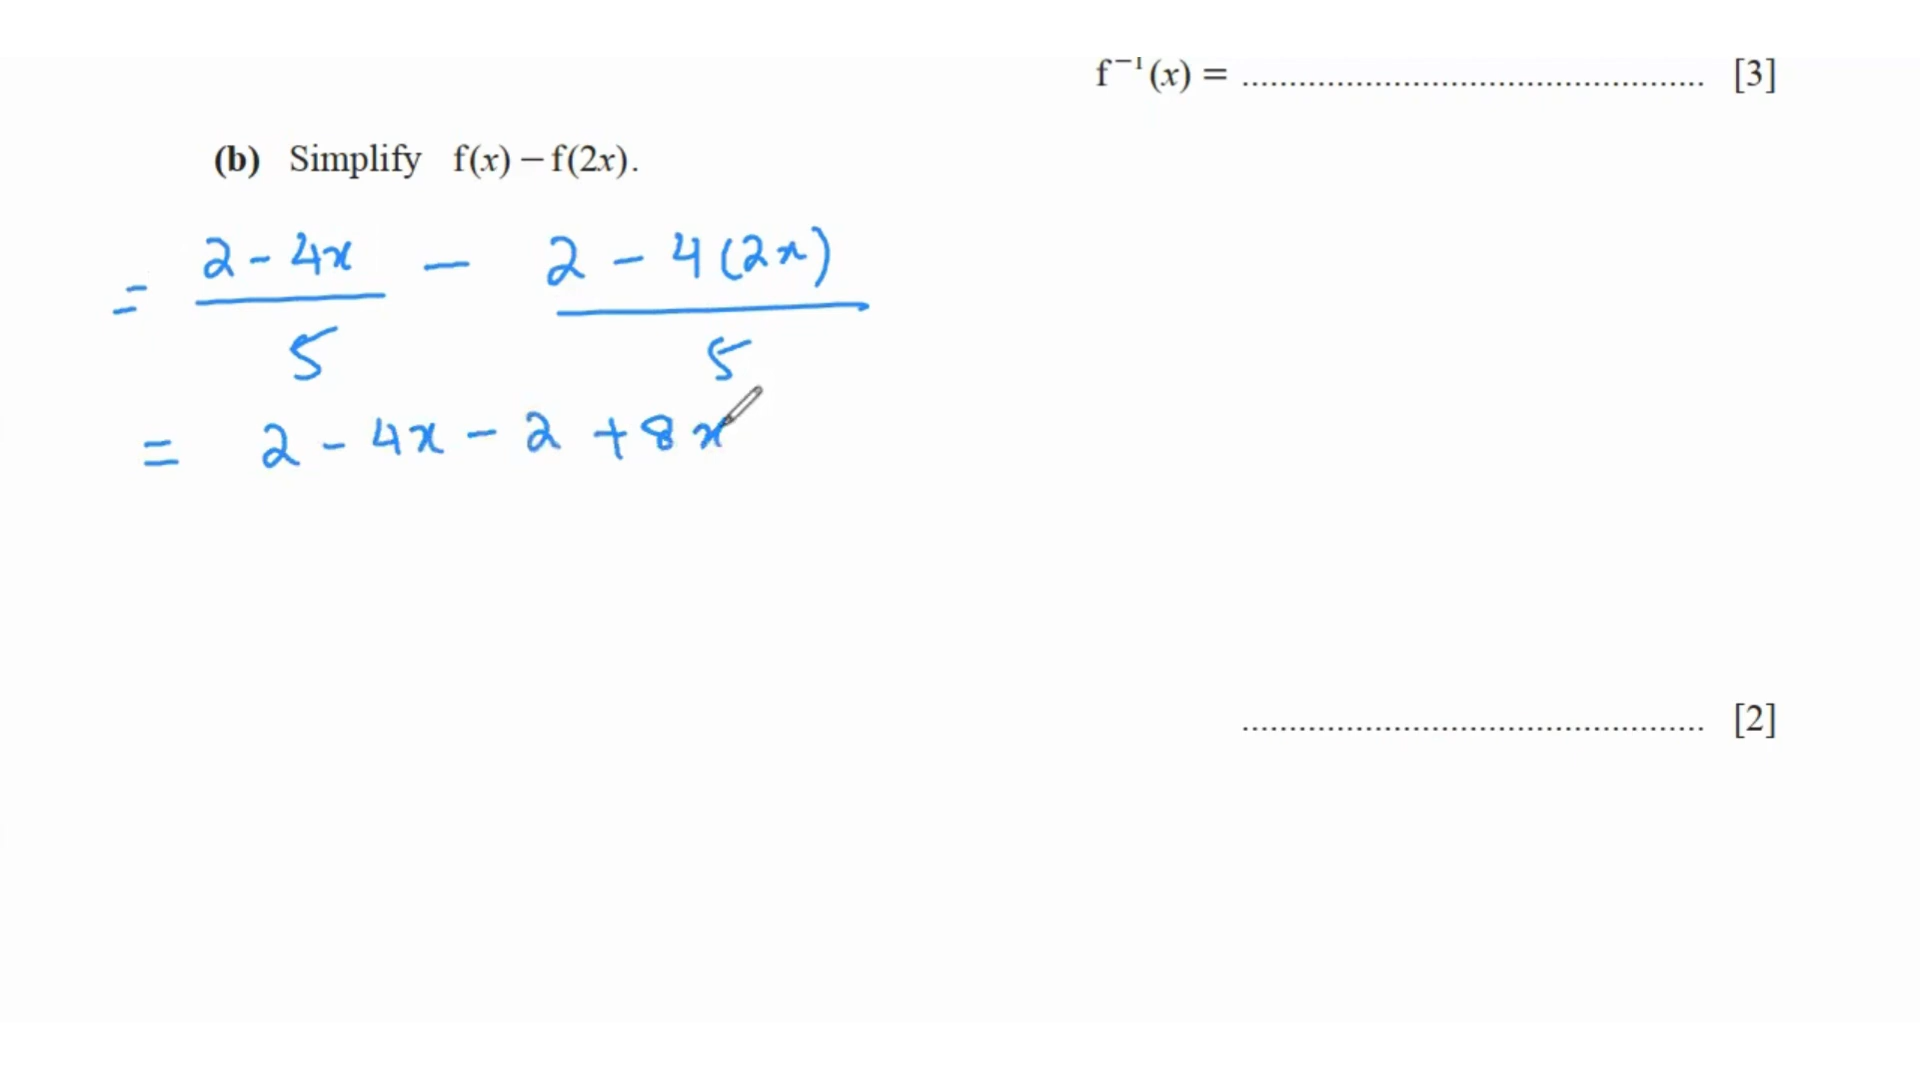 f⁻¹(x) = ............................................... [3]
(b) Simplify f(x) − f(2x).
= 2 - 4x / 5 - 2 - 4(2x) / 5
= 2 - 4x - 2 + 8x
............................................... [2]